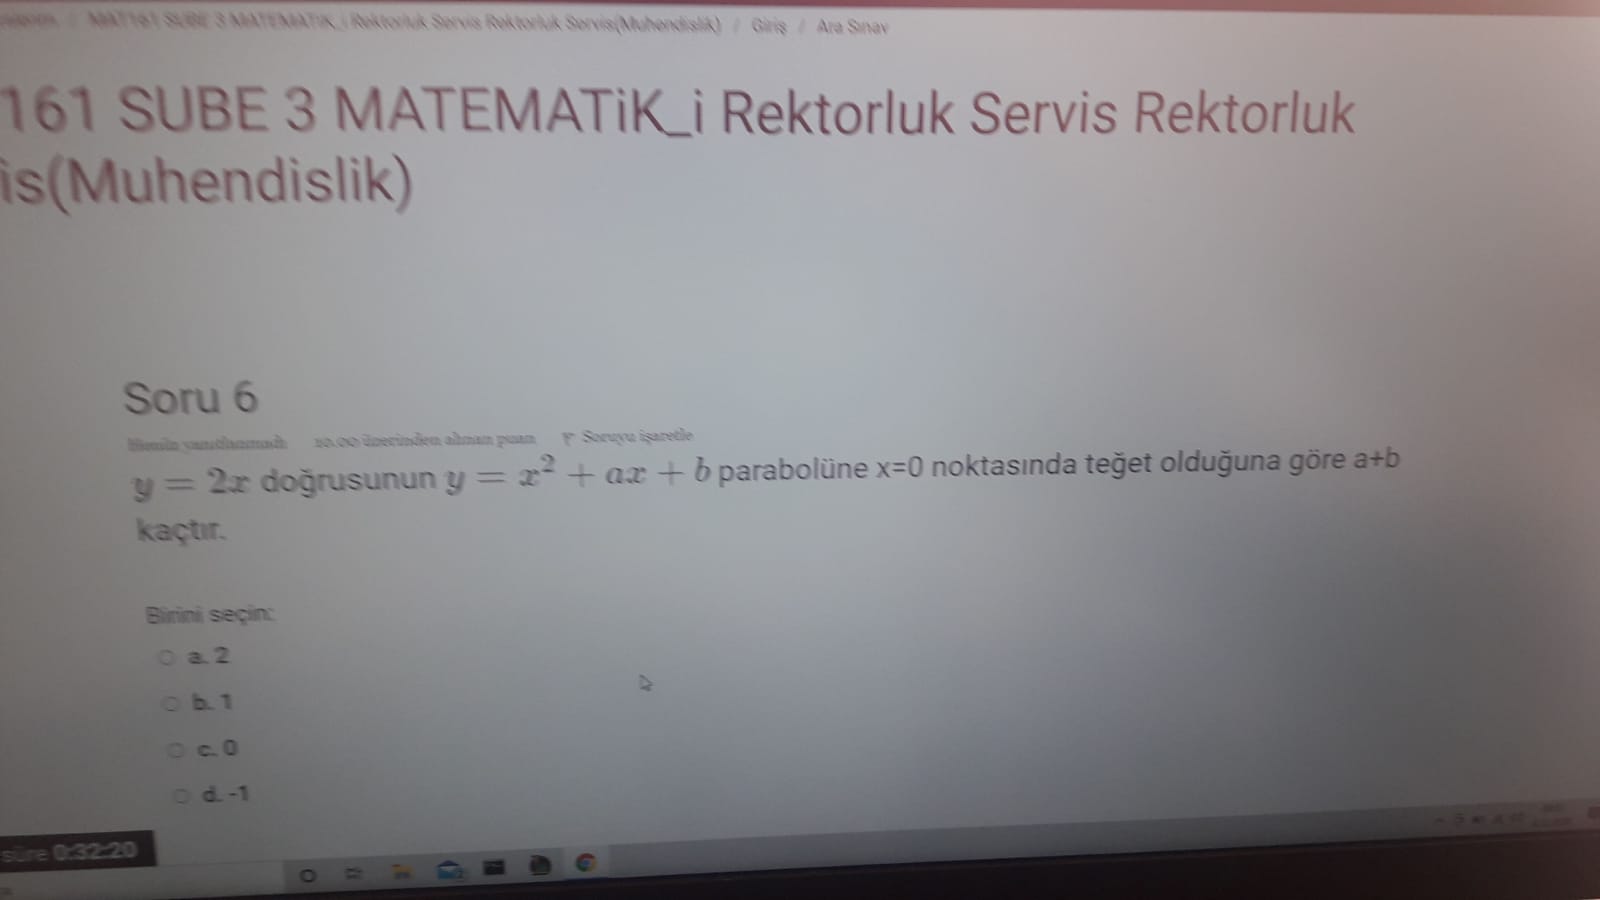 MAT161 SUBE 3 MATEMATIK_i Rektorluk Servis Rektorluk Servis(Muhendislik) / Giriş / Ara Sınav
161 SUBE 3 MATEMATiK_i Rektorluk Servis Rektorluk
is(Muhendislik)
Soru 6
Henüz yanıtlanmadı 10.00 üzerinden alınan puan Soruyu işaretle
y = 2x doğrusunun y = x² + ax + b parabolüne x=0 noktasında teğet olduğuna göre a+b
kaçtır.
Birini seçin:
a. 2
b. 1
c. 0
d. -1
süre 0:32:20